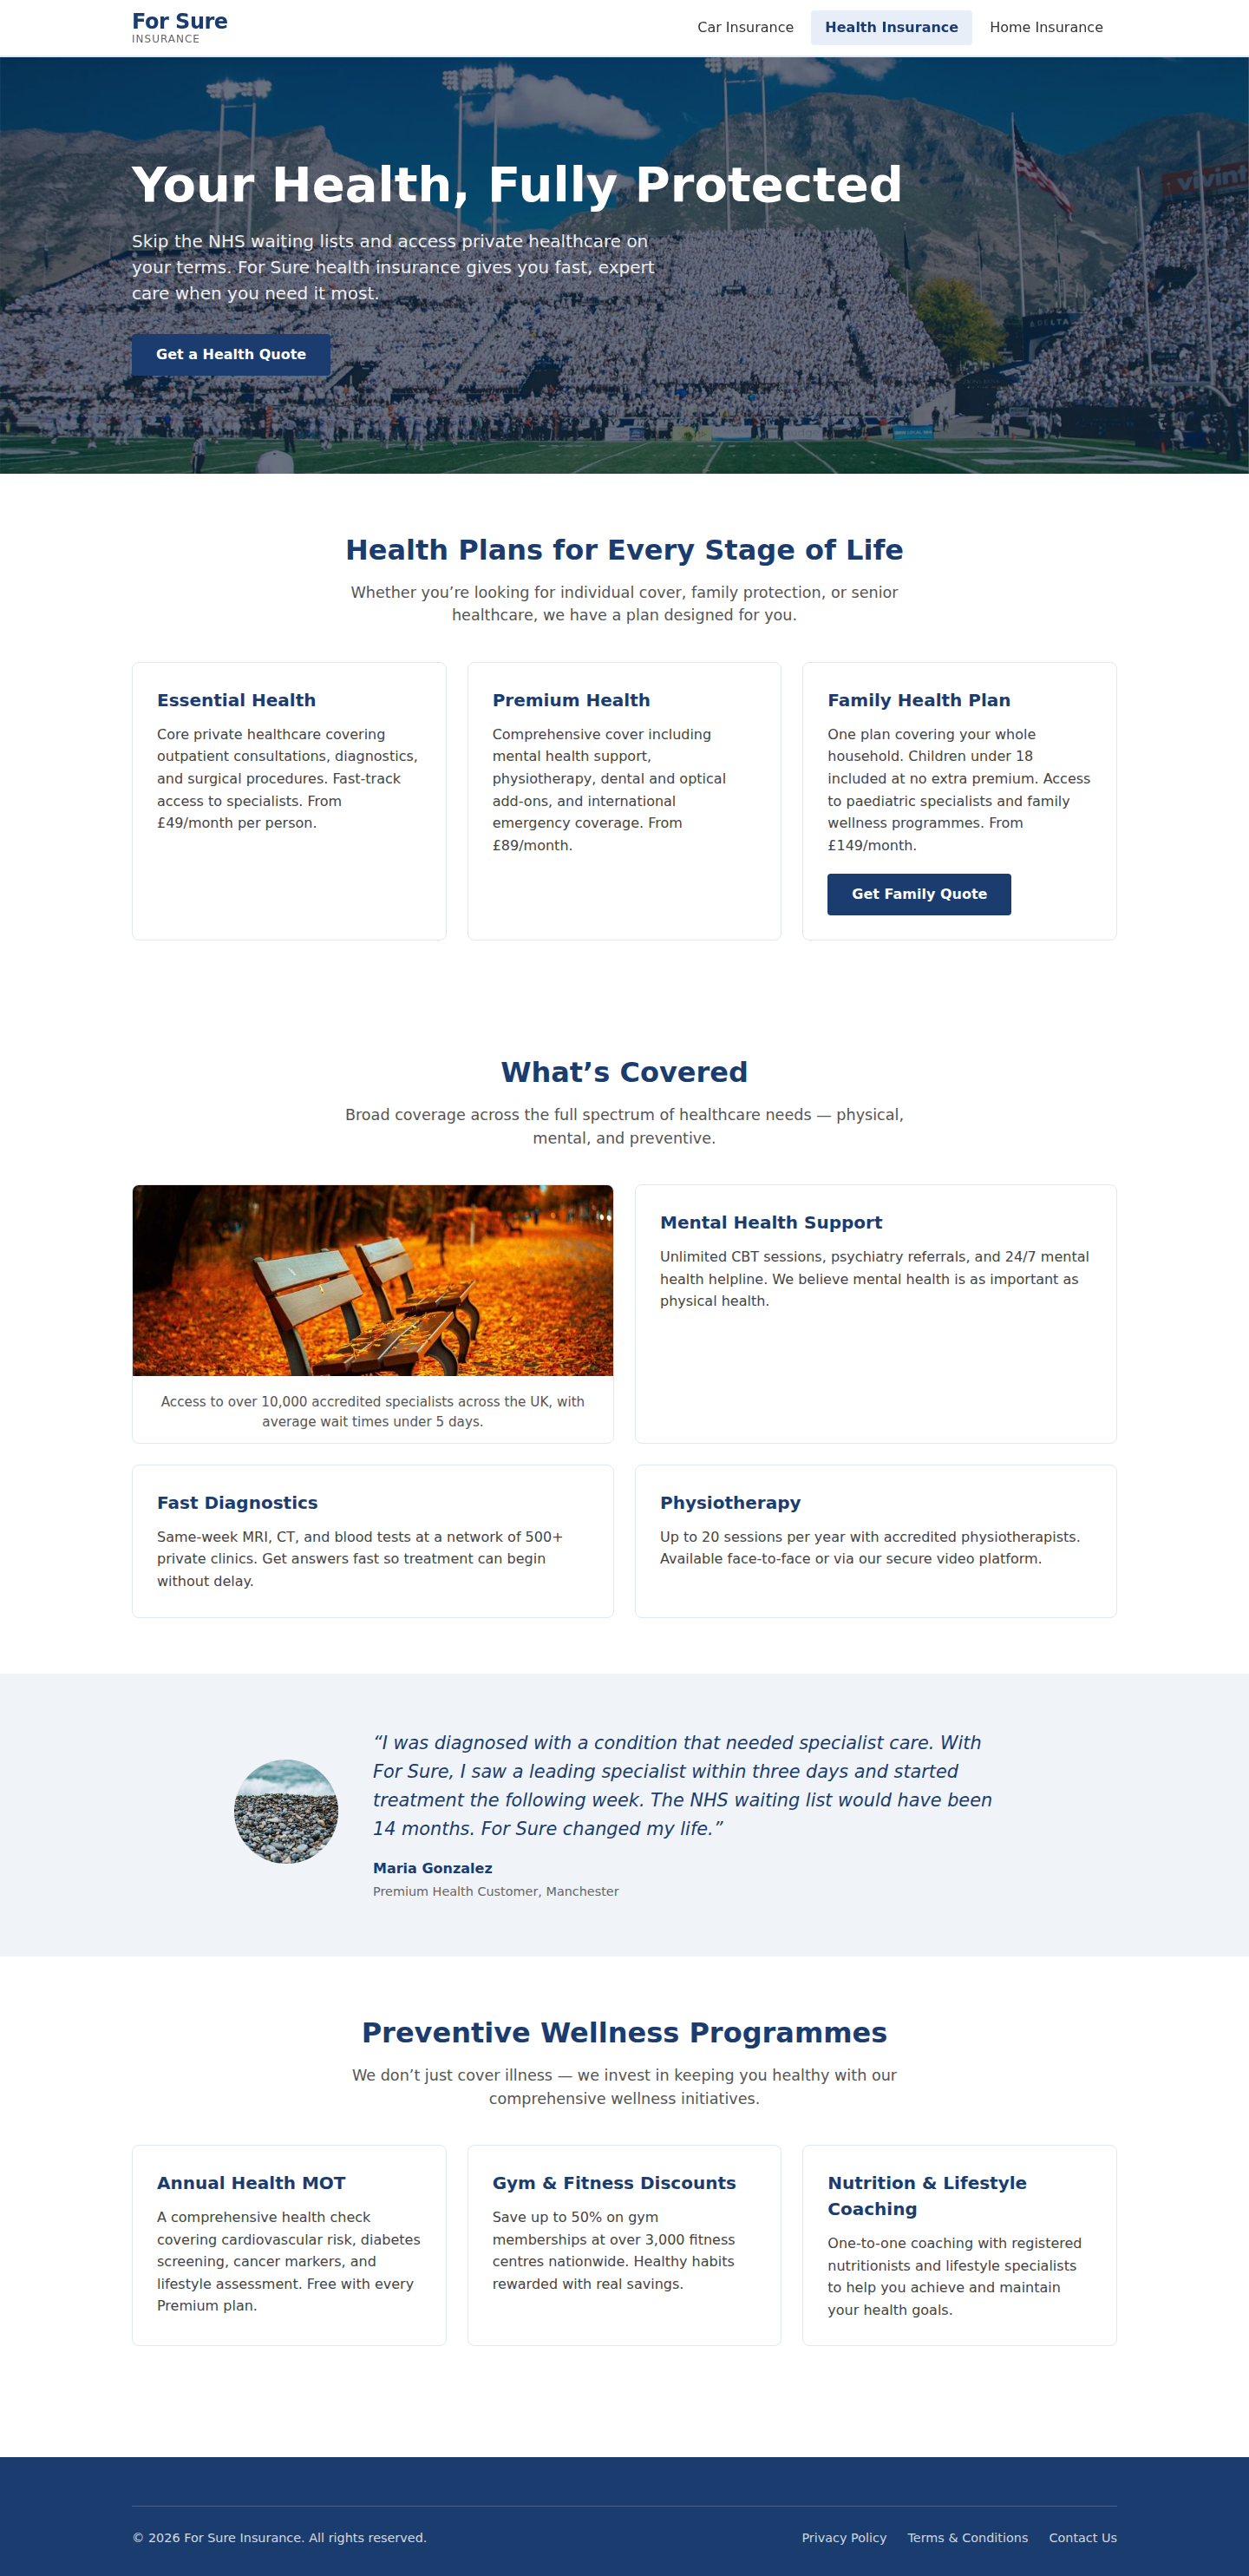 For Sure
INSURANCE
Car Insurance
Health Insurance
Home Insurance
vivint
DELTA
Your Health, Fully Protected
Skip the NHS waiting lists and access private healthcare on
your terms. For Sure health insurance gives you fast, expert
care when you need it most.
Get a Health Quote
Health Plans for Every Stage of Life
Whether you’re looking for individual cover, family protection, or senior
healthcare, we have a plan designed for you.
Essential Health
Core private healthcare covering
outpatient consultations, diagnostics,
and surgical procedures. Fast-track
access to specialists. From
£49/month per person.
Premium Health
Comprehensive cover including
mental health support,
physiotherapy, dental and optical
add-ons, and international
emergency coverage. From
£89/month.
Family Health Plan
One plan covering your whole
household. Children under 18
included at no extra premium. Access
to paediatric specialists and family
wellness programmes. From
£149/month.
Get Family Quote
What’s Covered
Broad coverage across the full spectrum of healthcare needs — physical,
mental, and preventive.
Access to over 10,000 accredited specialists across the UK, with
average wait times under 5 days.
Mental Health Support
Unlimited CBT sessions, psychiatry referrals, and 24/7 mental
health helpline. We believe mental health is as important as
physical health.
Fast Diagnostics
Same-week MRI, CT, and blood tests at a network of 500+
private clinics. Get answers fast so treatment can begin
without delay.
Physiotherapy
Up to 20 sessions per year with accredited physiotherapists.
Available face-to-face or via our secure video platform.
“I was diagnosed with a condition that needed specialist care. With
For Sure, I saw a leading specialist within three days and started
treatment the following week. The NHS waiting list would have been
14 months. For Sure changed my life.”
Maria Gonzalez
Premium Health Customer, Manchester
Preventive Wellness Programmes
We don’t just cover illness — we invest in keeping you healthy with our
comprehensive wellness initiatives.
Annual Health MOT
A comprehensive health check
covering cardiovascular risk, diabetes
screening, cancer markers, and
lifestyle assessment. Free with every
Premium plan.
Gym & Fitness Discounts
Save up to 50% on gym
memberships at over 3,000 fitness
centres nationwide. Healthy habits
rewarded with real savings.
Nutrition & Lifestyle
Coaching
One-to-one coaching with registered
nutritionists and lifestyle specialists
to help you achieve and maintain
your health goals.
© 2026 For Sure Insurance. All rights reserved.
Privacy Policy
Terms & Conditions
Contact Us